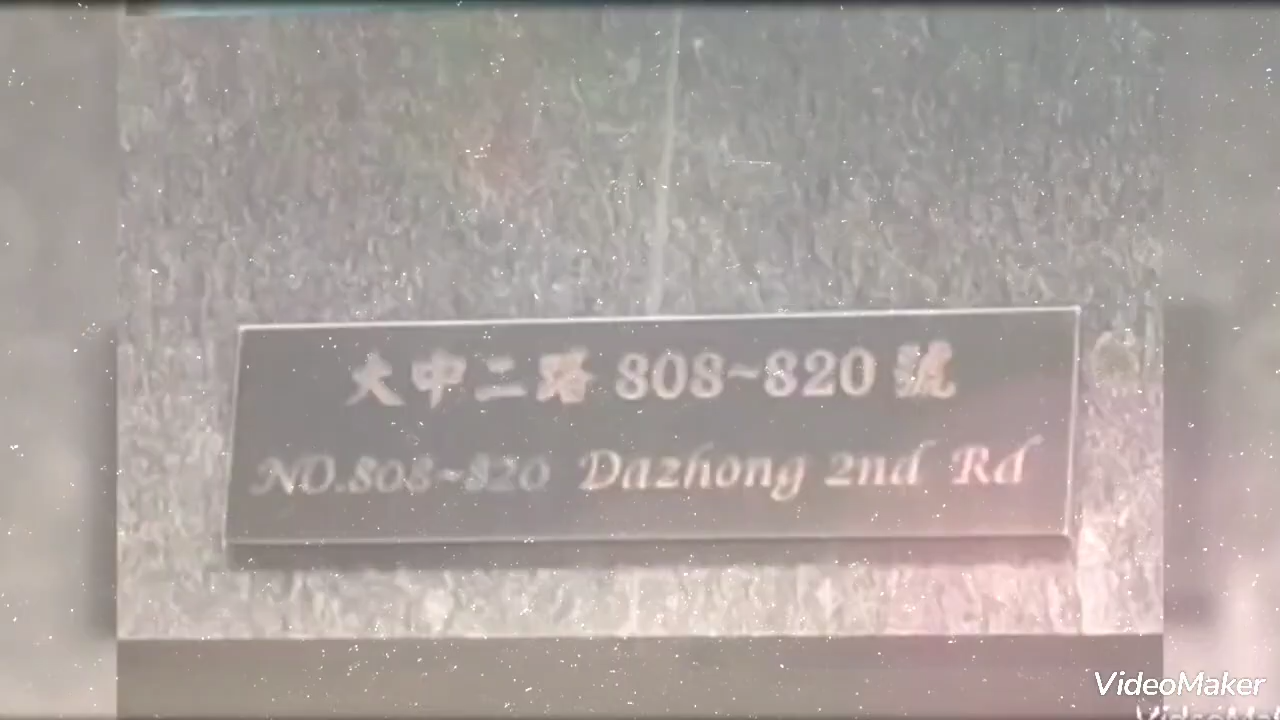 大中二路 808~820 號
NO.808~820 Dazhong 2nd Rd
VideoMaker